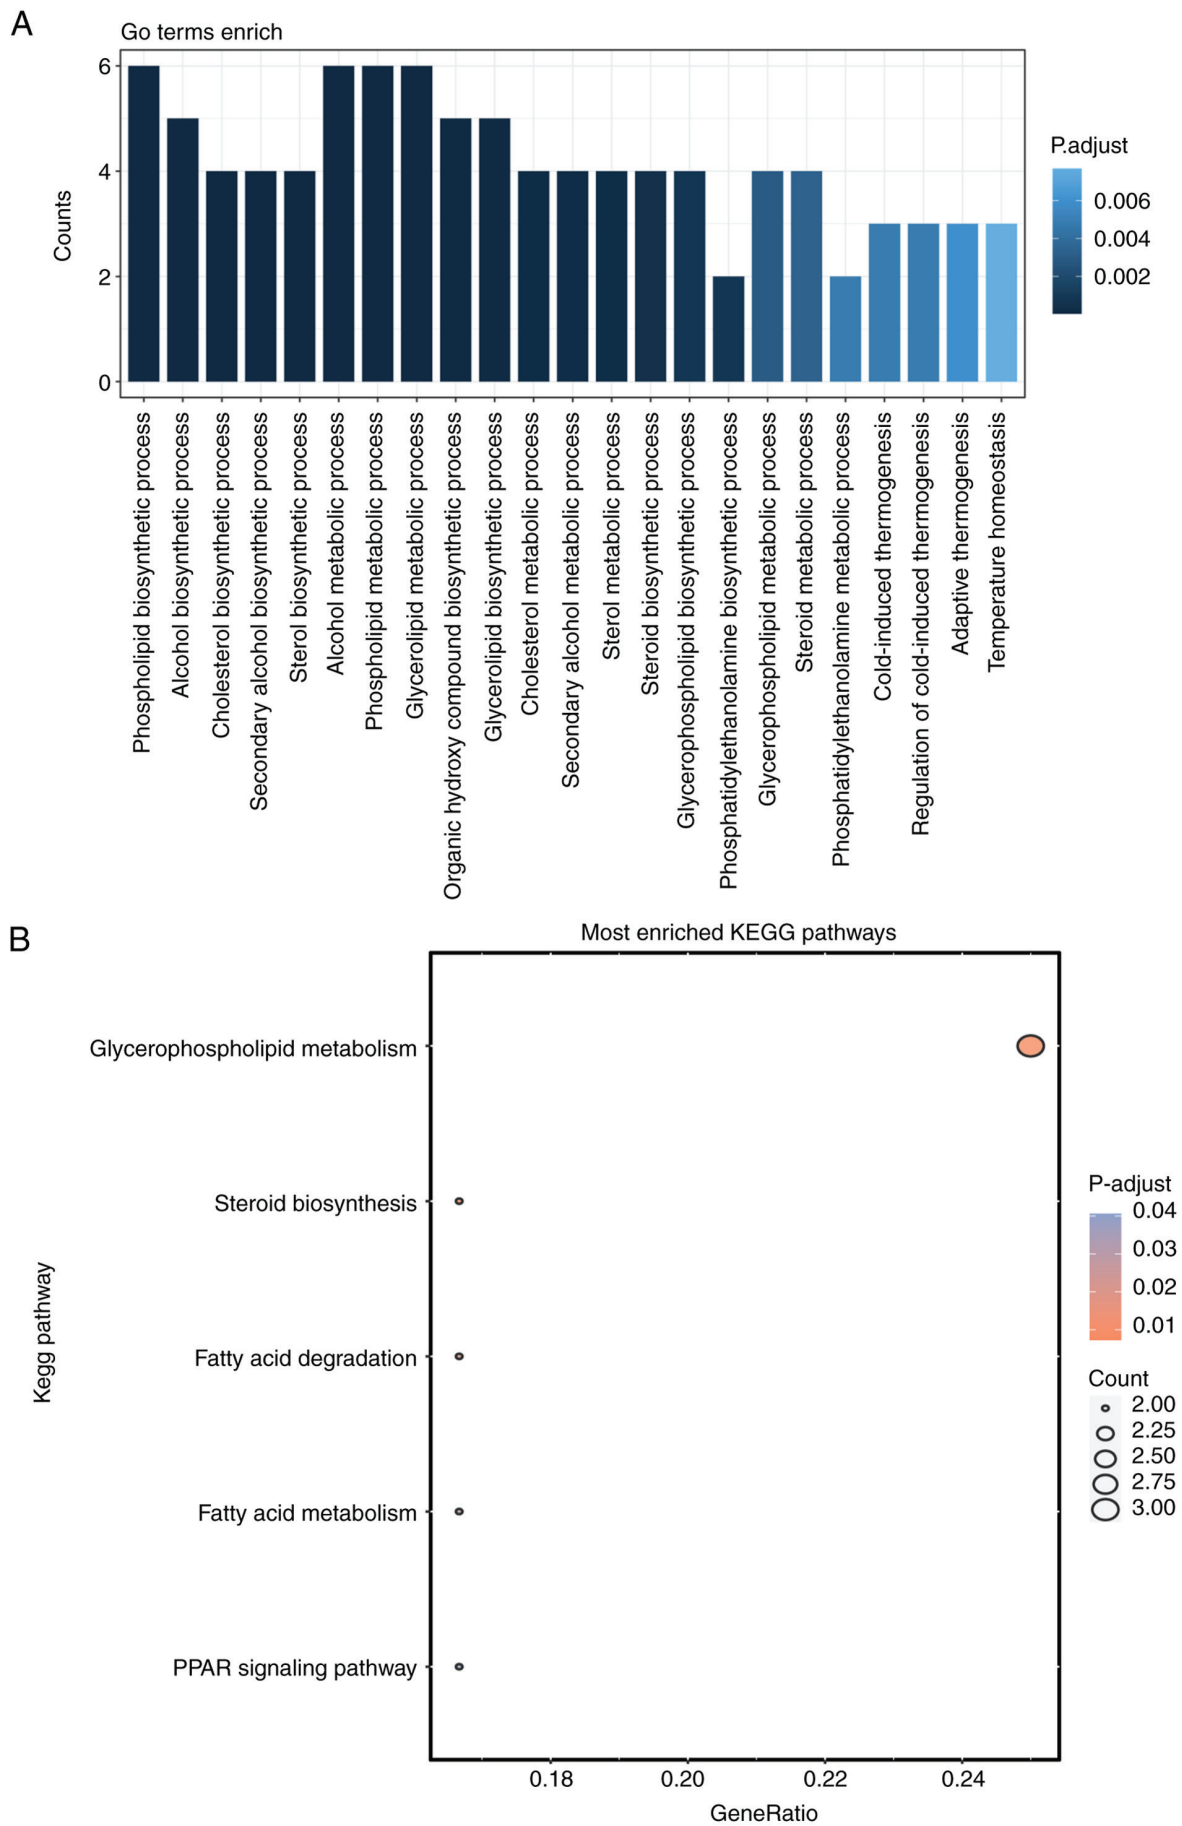 A
Go terms enrich
Counts
6
4
2
0
P.adjust
0.006
0.004
0.002
Phospholipid biosynthetic process
Alcohol biosynthetic process
Cholesterol biosynthetic process
Secondary alcohol biosynthetic process
Sterol biosynthetic process
Alcohol metabolic process
Phospholipid metabolic process
Glycerolipid metabolic process
Organic hydroxy compound biosynthetic process
Glycerolipid biosynthetic process
Cholesterol metabolic process
Secondary alcohol metabolic process
Sterol metabolic process
Steroid biosynthetic process
Glycerophospholipid biosynthetic process
Phosphatidylethanolamine biosynthetic process
Glycerophospholipid metabolic process
Steroid metabolic process
Phosphatidylethanolamine metabolic process
Cold-induced thermogenesis
Regulation of cold-induced thermogenesis
Adaptive thermogenesis
Temperature homeostasis
B
Most enriched KEGG pathways
Kegg pathway
Glycerophospholipid metabolism
Steroid biosynthesis
Fatty acid degradation
Fatty acid metabolism
PPAR signaling pathway
0.18
0.20
0.22
0.24
GeneRatio
P-adjust
0.04
0.03
0.02
0.01
Count
2.00
2.25
2.50
2.75
3.00